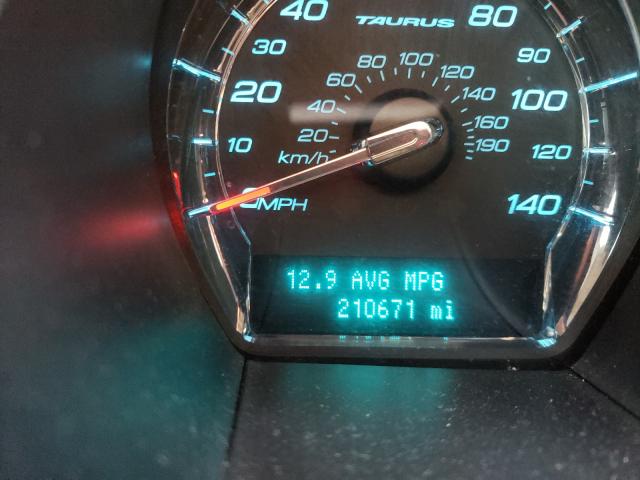 40 TAURUS 80
30 80 100 90
60 120
20 40 140 100
10 20 160 120
km/h 190
0 MPH 140
12.9 AVG MPG
210671 mi